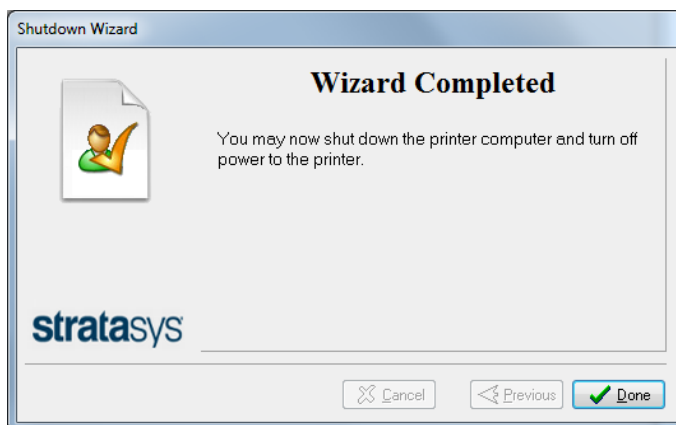 Shutdown Wizard
Wizard Completed
You may now shut down the printer computer and turn off
power to the printer.
stratasys
Cancel
Previous
Done